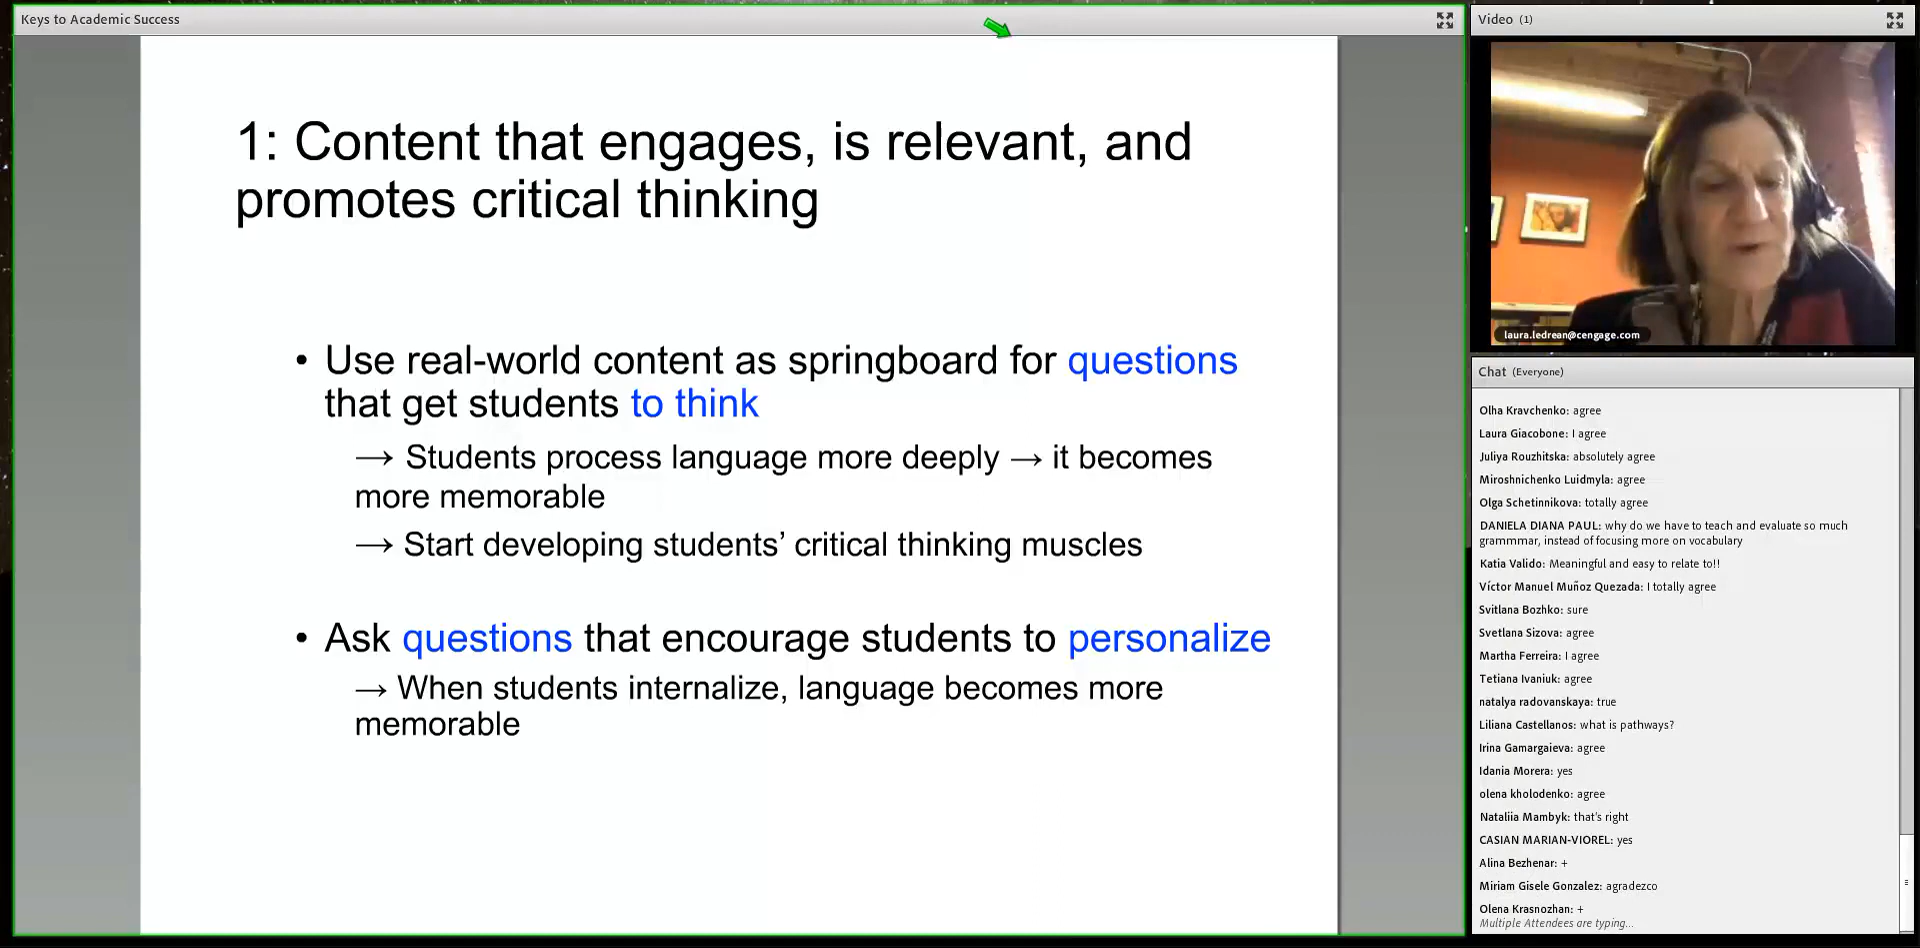 Keys to Academic Success
1: Content that engages, is relevant, and
promotes critical thinking
• Use real-world content as springboard for questions
that get students to think
→ Students process language more deeply → it becomes
more memorable
→ Start developing students’ critical thinking muscles
• Ask questions that encourage students to personalize
→ When students internalize, language becomes more
memorable
Video (1)
laura.ledrean@cengage.com
Chat (Everyone)
Olha Kravchenko: agree
Laura Giacobone: I agree
Juliya Rouzhitska: absolutely agree
Miroshnichenko Luidmyla: agree
Olga Schetinnikova: totally agree
DANIELA DIANA PAUL: why do we have to teach and evaluate so much
grammmar, instead of focusing more on vocabulary
Katia Valido: Meaningful and easy to relate to!!
Víctor Manuel Muñoz Quezada: I totally agree
Svitlana Bozhko: sure
Svetlana Sizova: agree
Martha Ferreira: I agree
Tetiana Ivaniuk: agree
natalya radovanskaya: true
Liliana Castellanos: what is pathways?
Irina Gamargaieva: agree
Idania Morera: yes
olena kholodenko: agree
Nataliia Mambyk: that's right
CASIAN MARIAN-VIOREL: yes
Alina Bezhenar: +
Miriam Gisele Gonzalez: agradezco
Olena Krasnozhan: +
Multiple Attendees are typing...